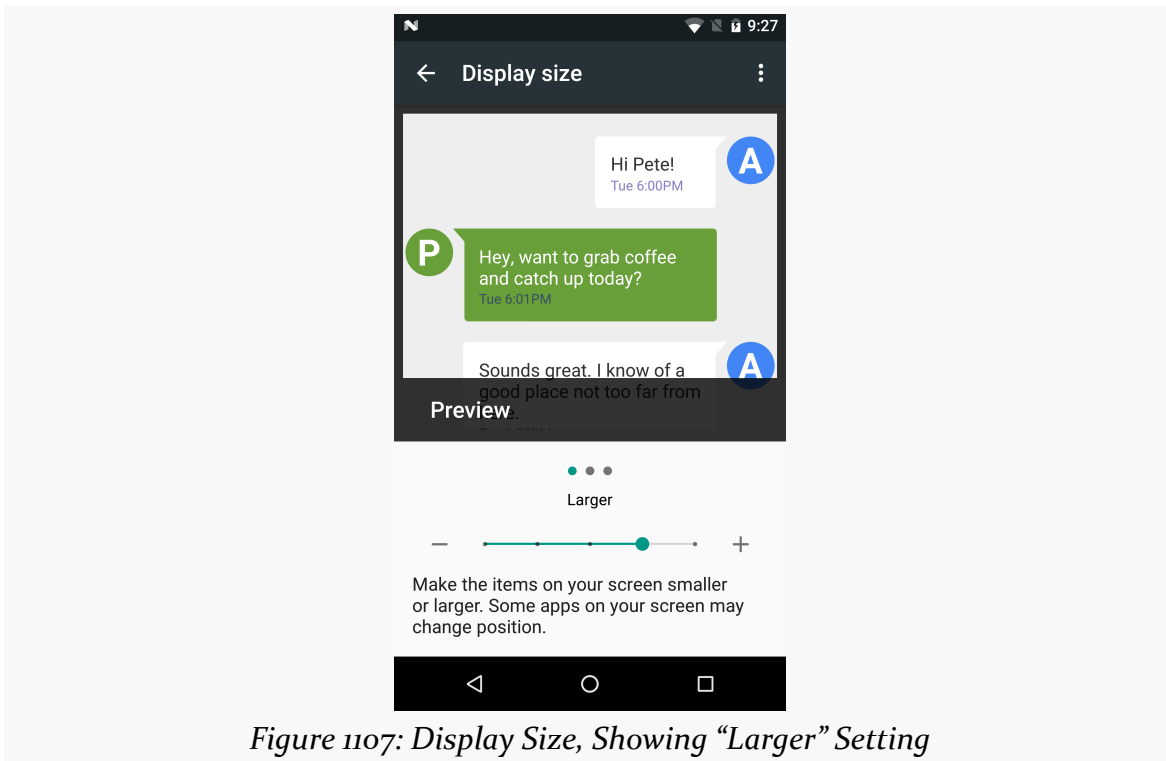 9:27
Display size
Hi Pete!
Tue 6:00PM
A
P
Hey, want to grab coffee
and catch up today?
Tue 6:01PM
A
Sounds great. I know of a
good place not too far from
Preview
Larger
Make the items on your screen smaller
or larger. Some apps on your screen may
change position.
Figure 1107: Display Size, Showing “Larger” Setting